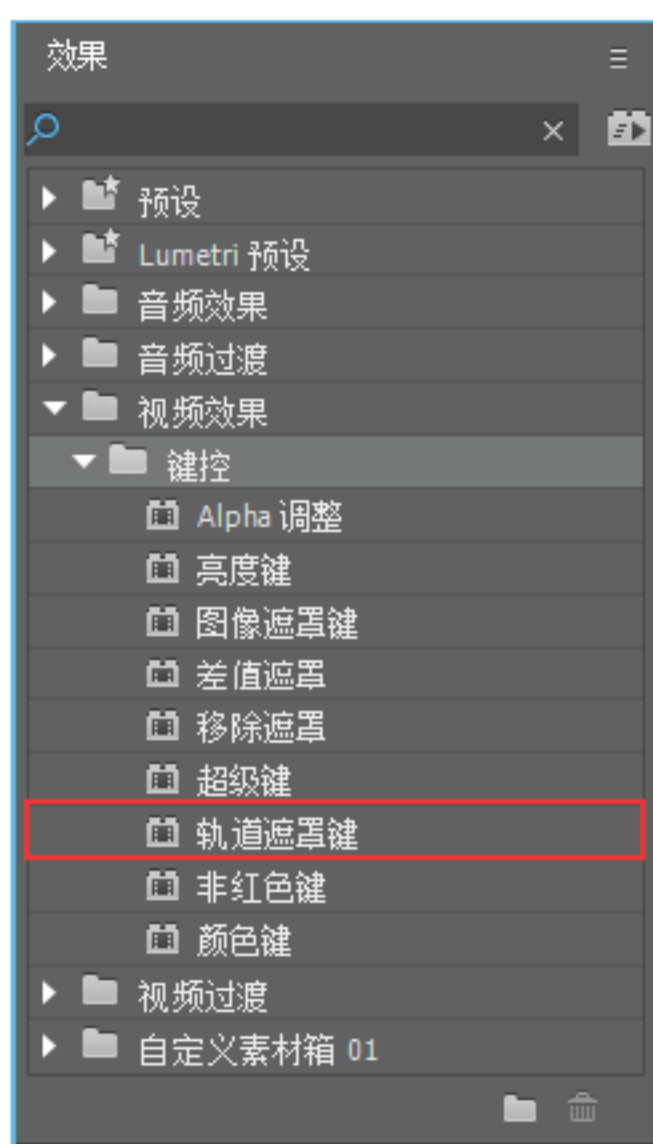 效果
预设
Lumetri 预设
音频效果
音频过渡
视频效果
键控
Alpha 调整
亮度键
图像遮罩键
差值遮罩
移除遮罩
超级键
轨道遮罩键
非红色键
颜色键
视频过渡
自定义素材箱 01